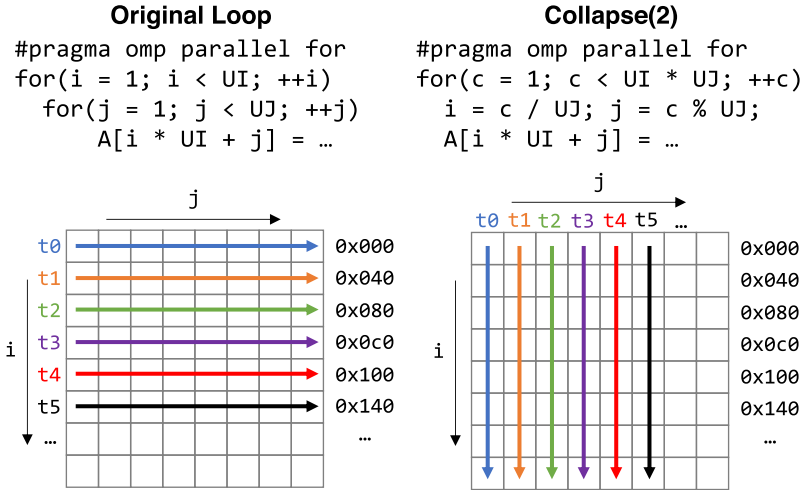 Original Loop
#pragma omp parallel for
for(i = 1; i < UI; ++i)
for(j = 1; j < UJ; ++j)
A[i * UI + j] = …
j
t0 0x000
t1 0x040
t2 0x080
t3 0x0c0
t4 0x100
t5 0x140
… …
i
Collapse(2)
#pragma omp parallel for
for(c = 1; c < UI * UJ; ++c)
i = c / UJ; j = c % UJ;
A[i * UI + j] = …
j
t0 t1 t2 t3 t4 t5 …
0x000
0x040
0x080
0x0c0
0x100
0x140
…
i